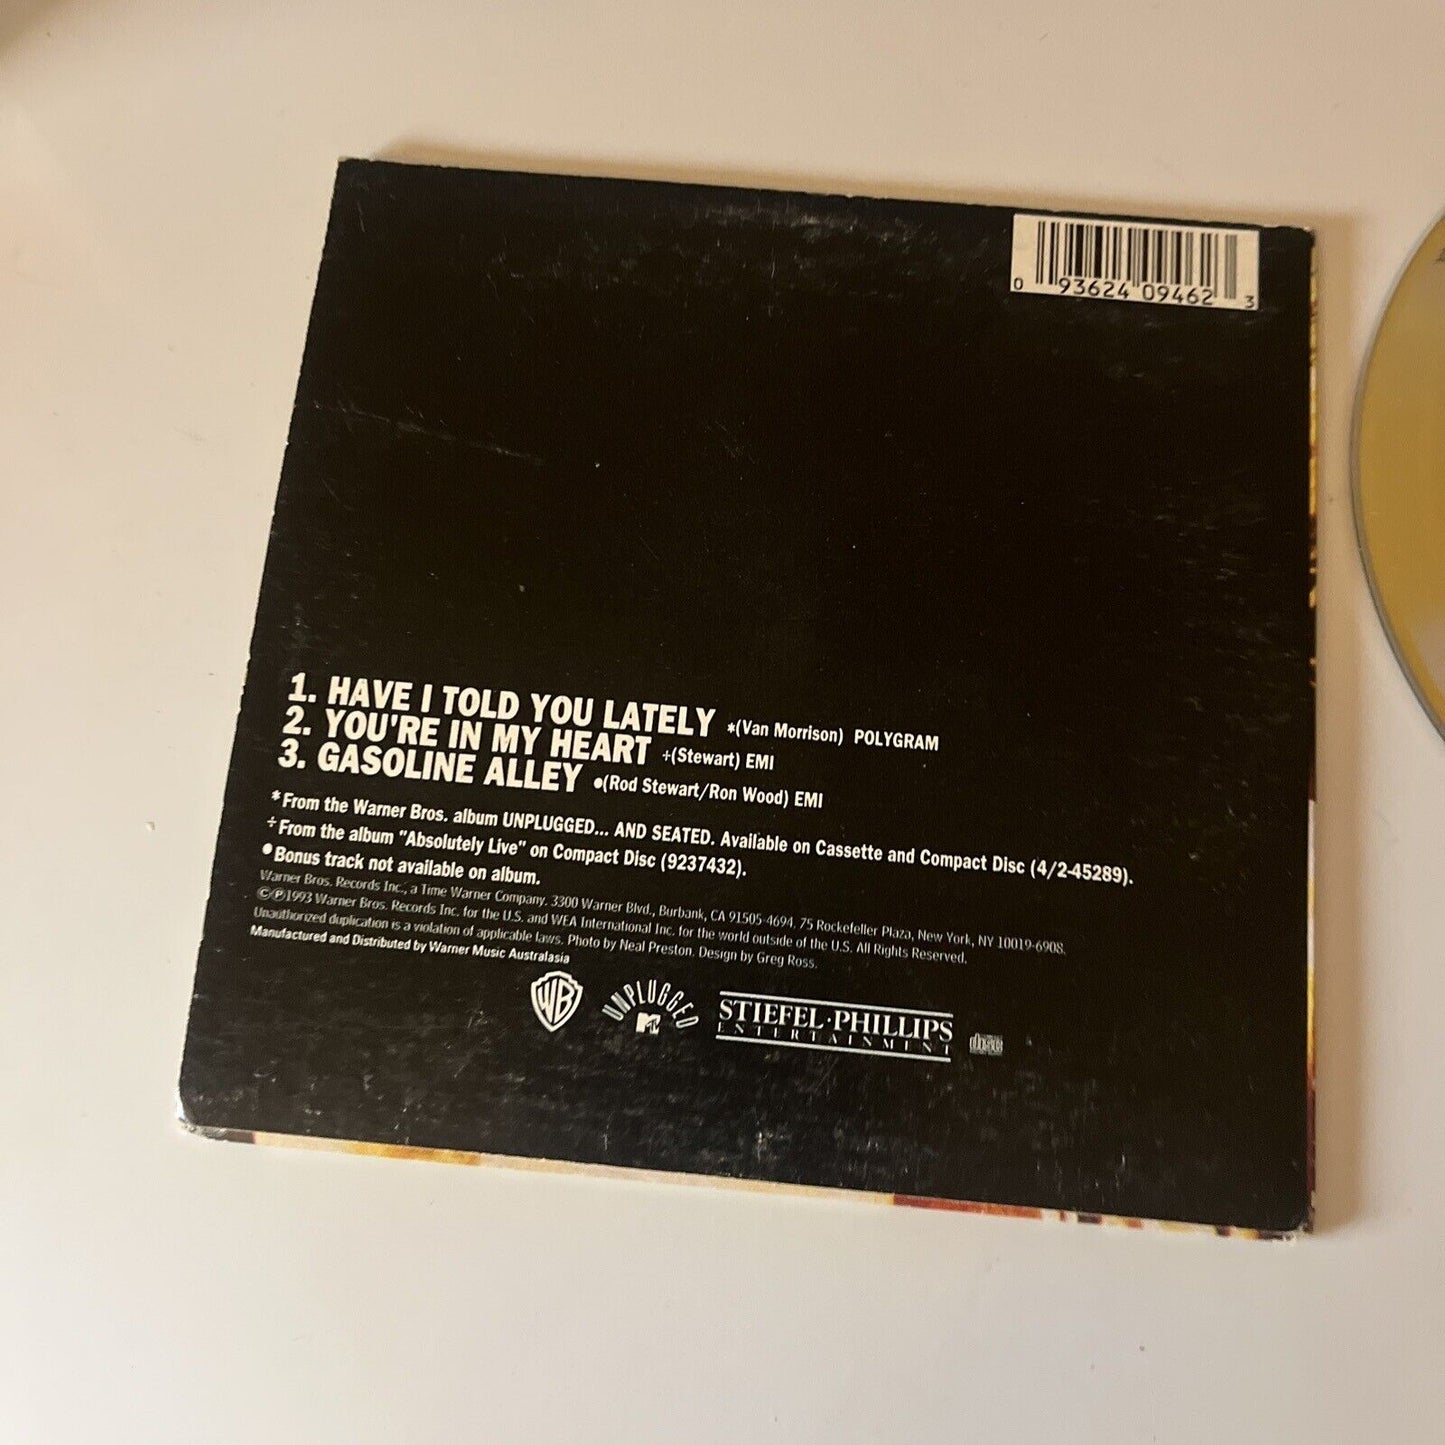 0 93624 09462 3
1. HAVE I TOLD YOU LATELY *(Van Morrison) POLYGRAM
2. YOU'RE IN MY HEART ÷(Stewart) EMI
3. GASOLINE ALLEY ●(Rod Stewart/Ron Wood) EMI
*From the Warner Bros. album UNPLUGGED... AND SEATED. Available on Cassette and Compact Disc (4/2-45289).
÷From the album "Absolutely Live" on Compact Disc (9237432).
●Bonus track not available on album.
Warner Bros. Records Inc., a Time Warner Company. 3300 Warner Blvd., Burbank, CA 91505-4694. 75 Rockefeller Plaza, New York, NY 10019-6908.
©℗1993 Warner Bros. Records Inc. for the U.S. and WEA International Inc. for the world outside of the U.S. All Rights Reserved.
Unauthorized duplication is a violation of applicable laws. Photo by Neal Preston. Design by Greg Ross.
Manufactured and Distributed by Warner Music Australasia
WB UNPLUGGED MTV STIEFEL·PHILLIPS disc
ENTERTAINMENT